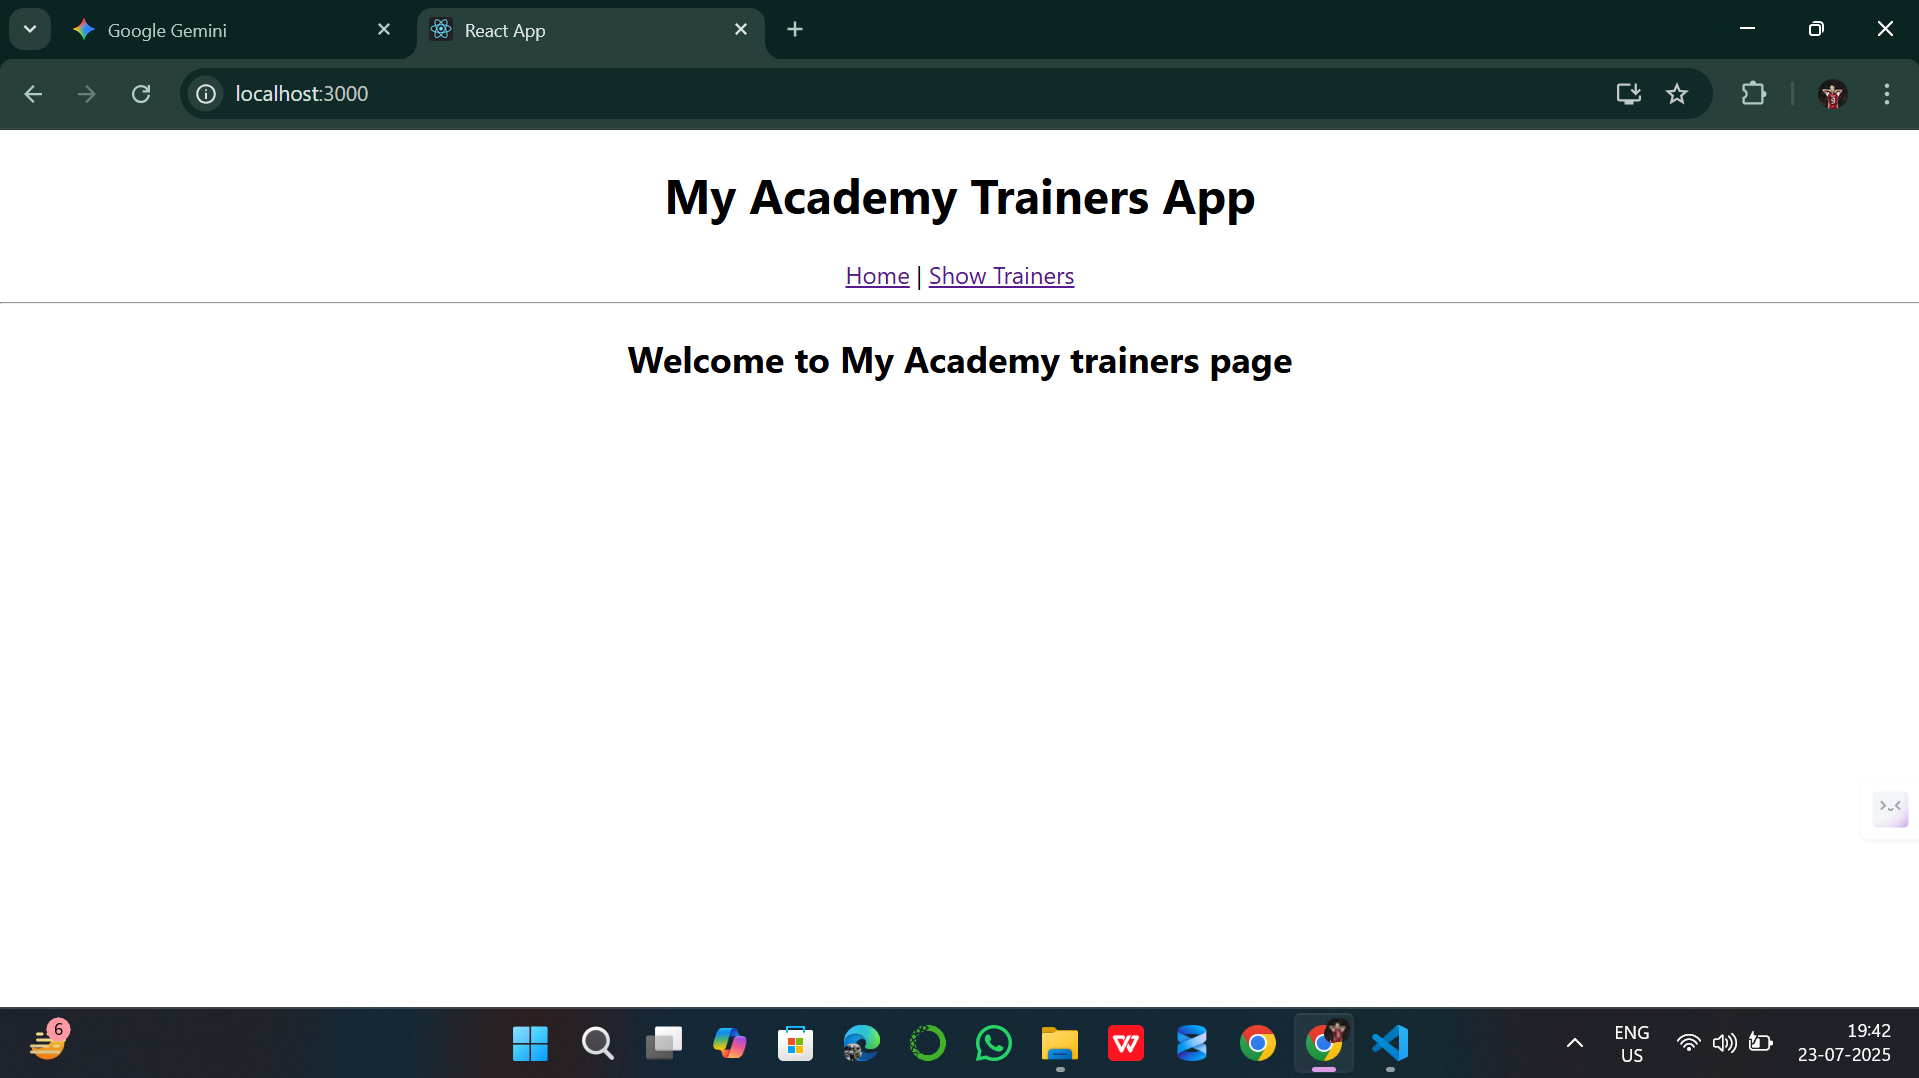 Google Gemini
React App
localhost:3000
My Academy Trainers App
Home | Show Trainers
Welcome to My Academy trainers page
6
ENG
US
19:42
23-07-2025